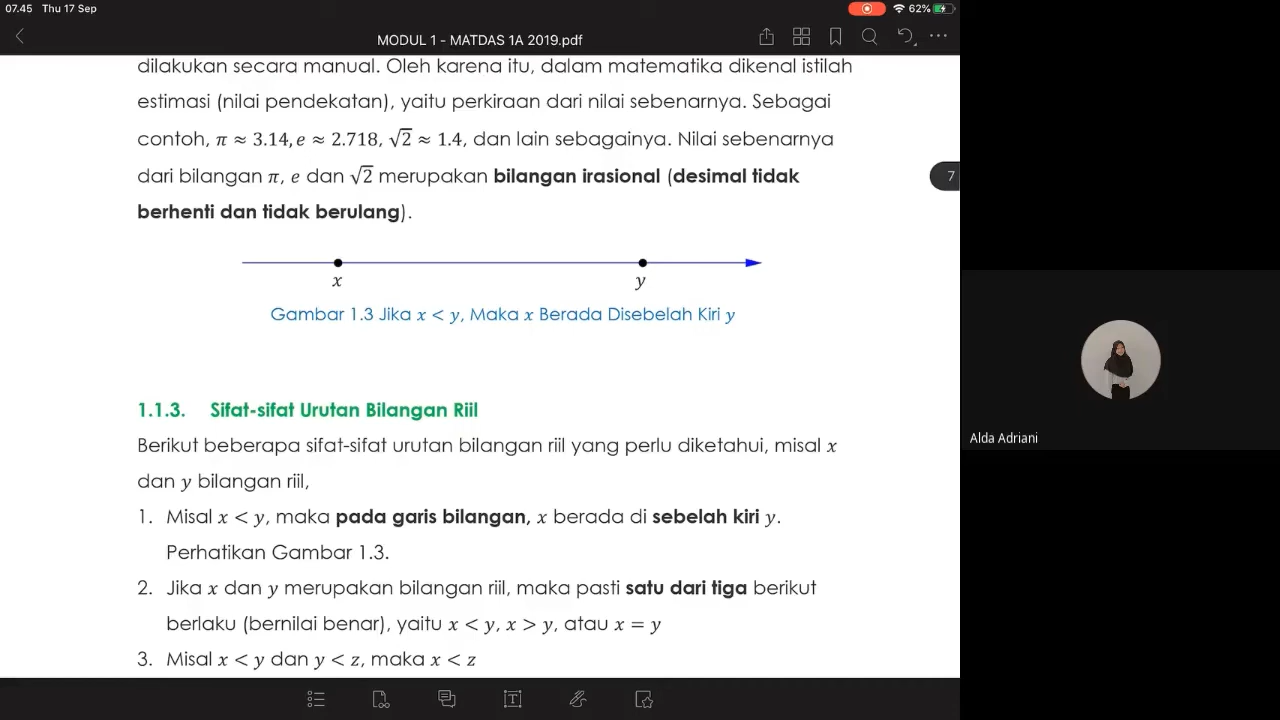 07.45 Thu 17 Sep
62%
MODUL 1 - MATDAS 1A 2019.pdf
dilakukan secara manual. Oleh karena itu, dalam matematika dikenal istilah
estimasi (nilai pendekatan), yaitu perkiraan dari nilai sebenarnya. Sebagai
contoh, π ≈ 3.14, e ≈ 2.718, √2 ≈ 1.4, dan lain sebagainya. Nilai sebenarnya
dari bilangan π, e dan √2 merupakan bilangan irasional (desimal tidak
7
berhenti dan tidak berulang).
x y
Gambar 1.3 Jika x < y, Maka x Berada Disebelah Kiri y
1.1.3. Sifat-sifat Urutan Bilangan Riil
Berikut beberapa sifat-sifat urutan bilangan riil yang perlu diketahui, misal x
dan y bilangan riil,
1. Misal x < y, maka pada garis bilangan, x berada di sebelah kiri y.
Perhatikan Gambar 1.3.
2. Jika x dan y merupakan bilangan riil, maka pasti satu dari tiga berikut
berlaku (bernilai benar), yaitu x < y, x > y, atau x = y
3. Misal x < y dan y < z, maka x < z
Alda Adriani